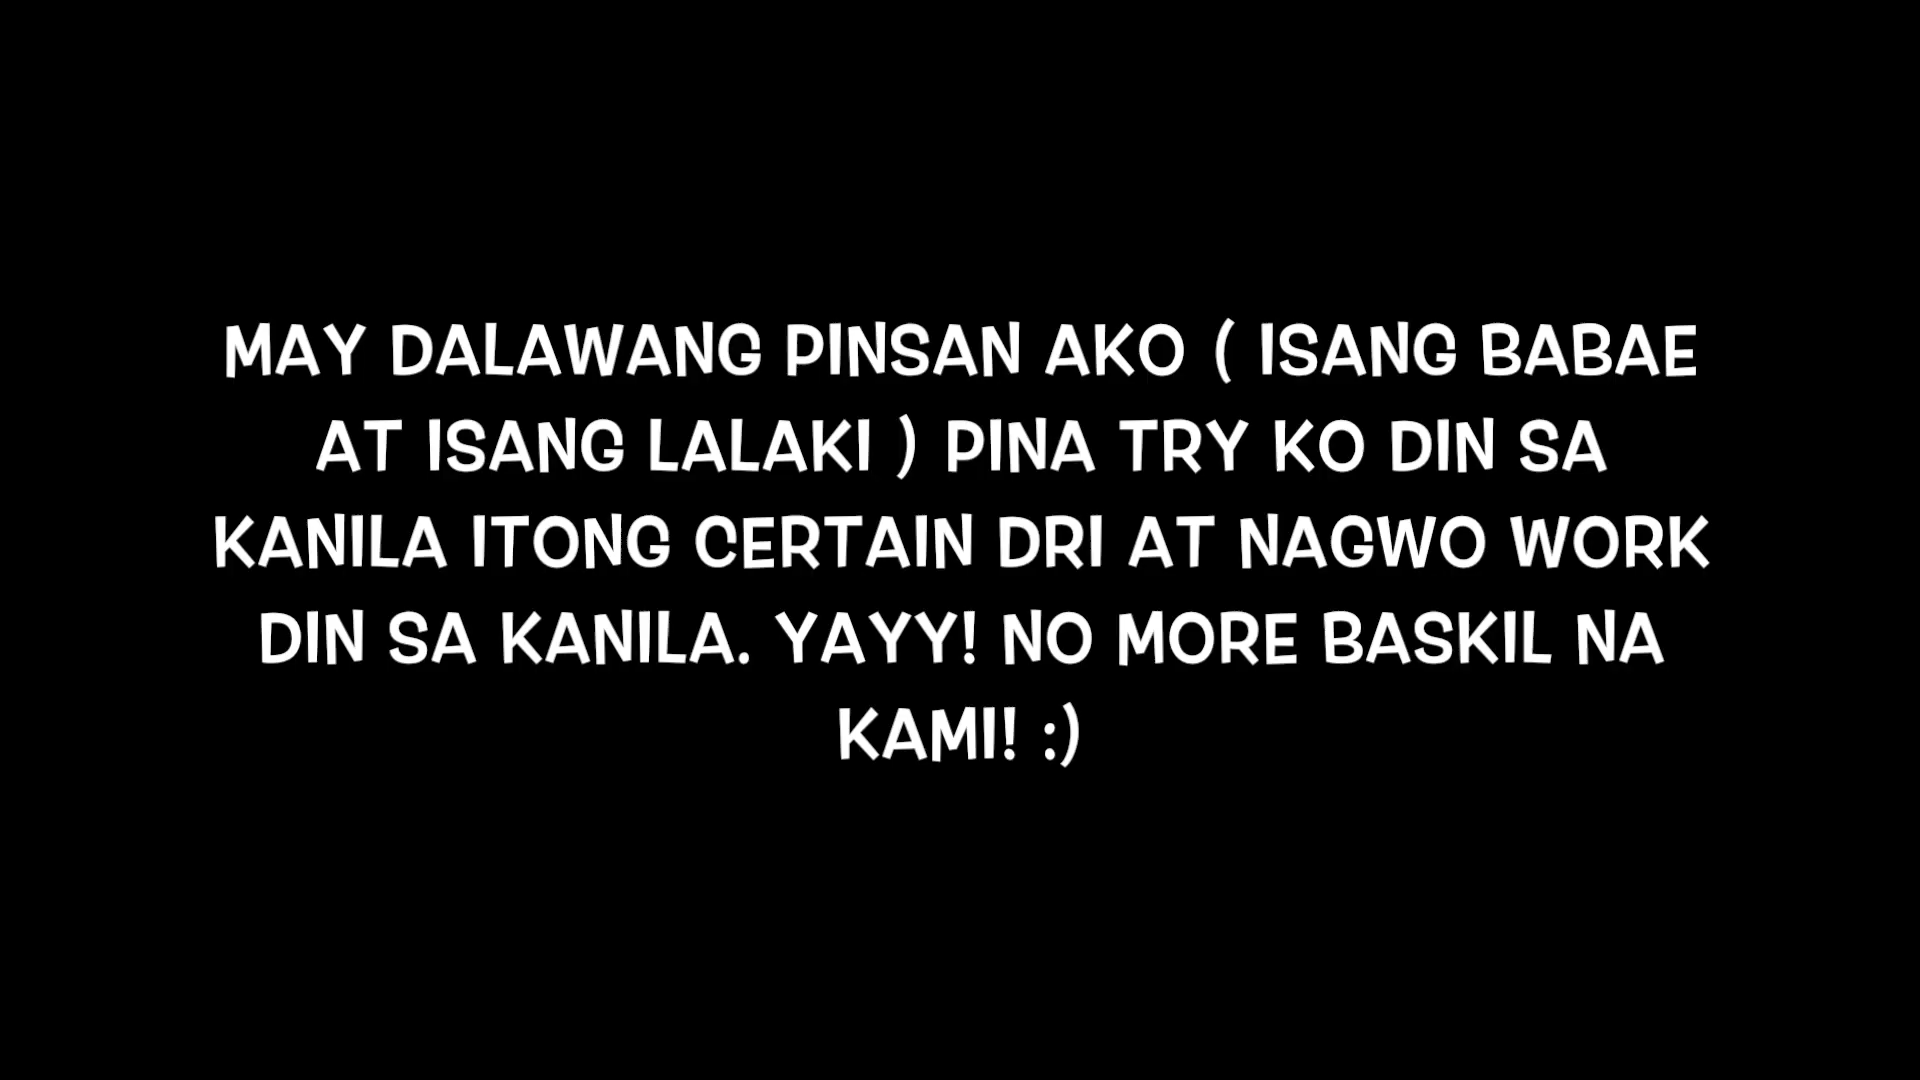 MAY DALAWANG PINSAN AKO ( ISANG BABAE
AT ISANG LALAKI ) PINA TRY KO DIN SA
KANILA ITONG CERTAIN DRI AT NAGWO WORK
DIN SA KANILA. YAYY! NO MORE BASKIL NA
KAMI! :)